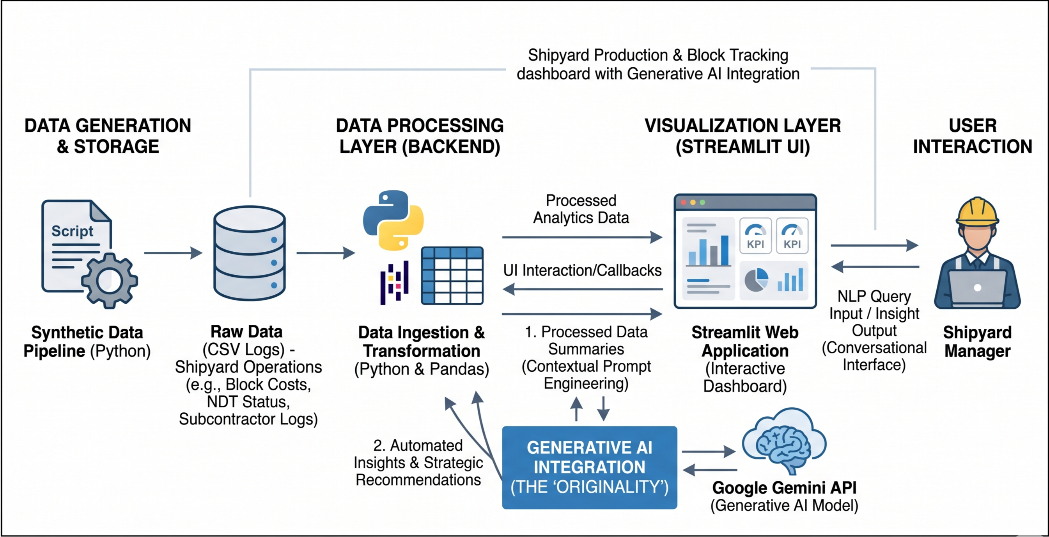 Shipyard Production & Block Tracking
dashboard with Generative AI Integration
DATA GENERATION
& STORAGE
DATA PROCESSING
LAYER (BACKEND)
VISUALIZATION LAYER
(STREAMLIT UI)
USER
INTERACTION
Script
Synthetic Data
Pipeline (Python)
Raw Data
(CSV Logs) -
Shipyard Operations
(e.g., Block Costs,
NDT Status,
Subcontractor Logs)
Data Ingestion &
Transformation
(Python & Pandas)
Processed
Analytics Data
UI Interaction/Callbacks
1. Processed Data
Summaries
(Contextual Prompt
Engineering)
KPI
KPI
Streamlit Web
Application
(Interactive
Dashboard)
NLP Query
Input / Insight
Output
(Conversational
Interface)
Shipyard
Manager
2. Automated
Insights & Strategic
Recommendations
GENERATIVE AI
INTEGRATION
(THE ‘ORIGINALITY’)
Google Gemini API
(Generative AI Model)